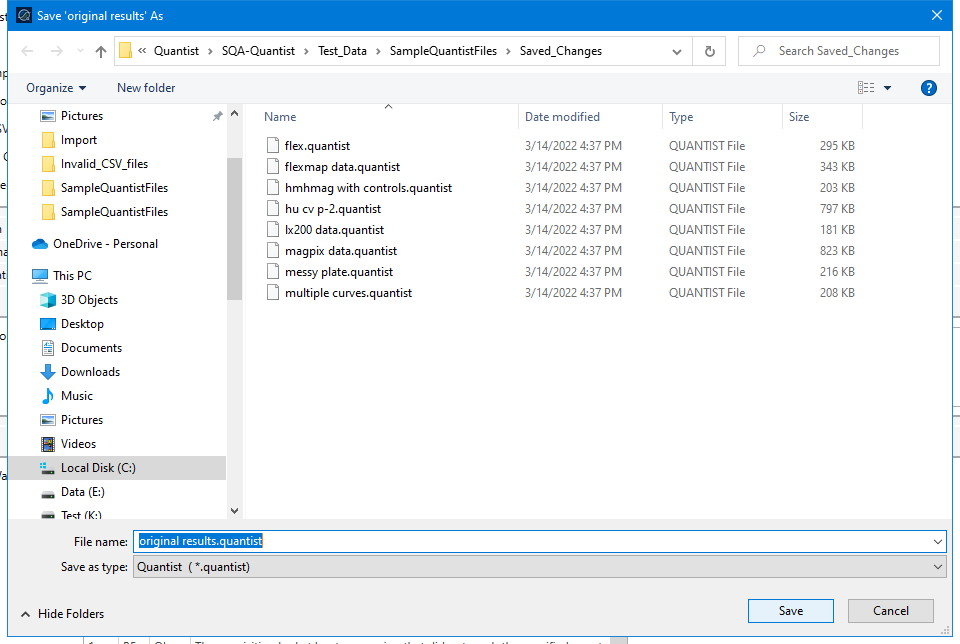 Save 'original results' As
« Quantist › SQA-Quantist › Test_Data › SampleQuantistFiles › Saved_Changes
Search Saved_Changes
Organize
New folder
Pictures
Import
Invalid_CSV_files
SampleQuantistFiles
SampleQuantistFiles
OneDrive - Personal
This PC
3D Objects
Desktop
Documents
Downloads
Music
Pictures
Videos
Local Disk (C:)
Data (E:)
Test (K:)
Name Date modified Type Size
flex.quantist 3/14/2022 4:37 PM QUANTIST File 295 KB
flexmap data.quantist 3/14/2022 4:37 PM QUANTIST File 343 KB
hmhmag with controls.quantist 3/14/2022 4:37 PM QUANTIST File 203 KB
hu cv p-2.quantist 3/14/2022 4:37 PM QUANTIST File 797 KB
lx200 data.quantist 3/14/2022 4:37 PM QUANTIST File 181 KB
magpix data.quantist 3/14/2022 4:37 PM QUANTIST File 823 KB
messy plate.quantist 3/14/2022 4:37 PM QUANTIST File 216 KB
multiple curves.quantist 3/14/2022 4:37 PM QUANTIST File 208 KB
File name: original results.quantist
Save as type: Quantist ( *.quantist)
Hide Folders
Save
Cancel